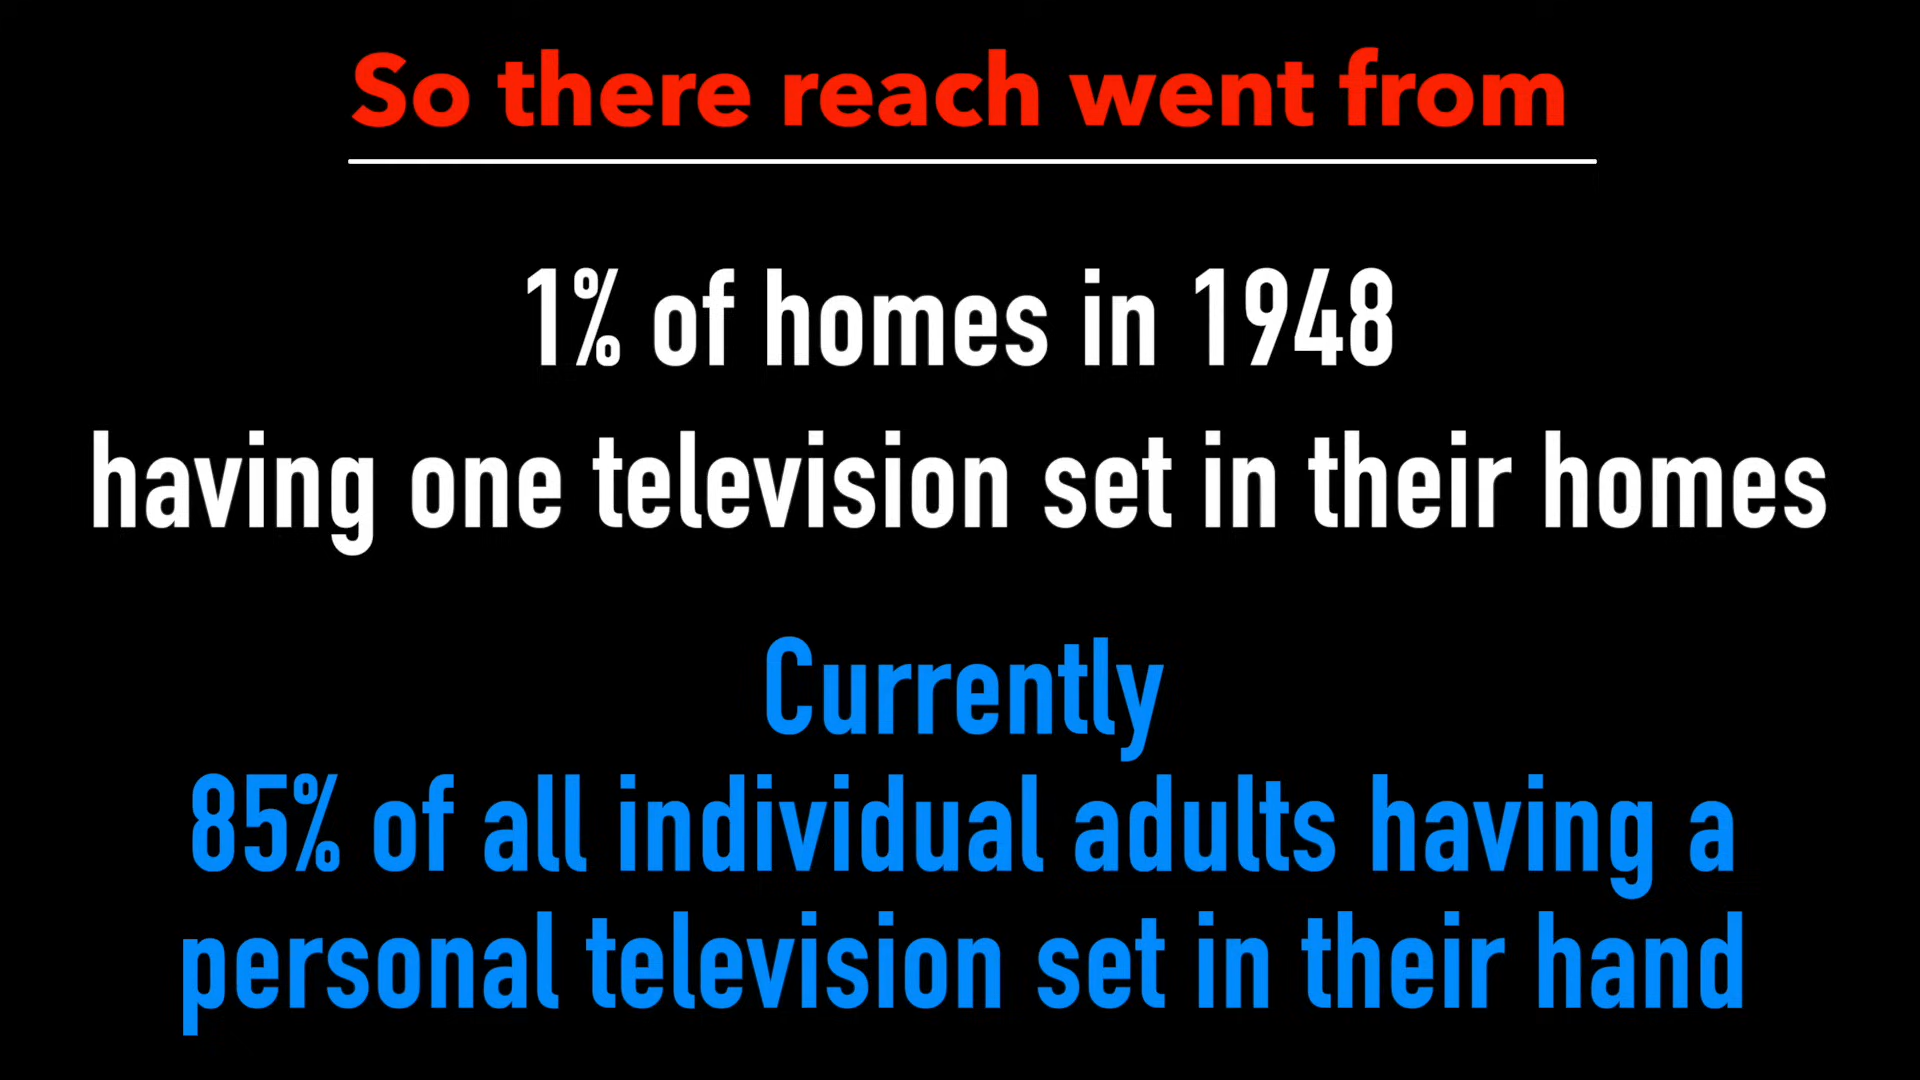 So there reach went from
1% of homes in 1948
having one television set in their homes
Currently
85% of all individual adults having a
personal television set in their hand